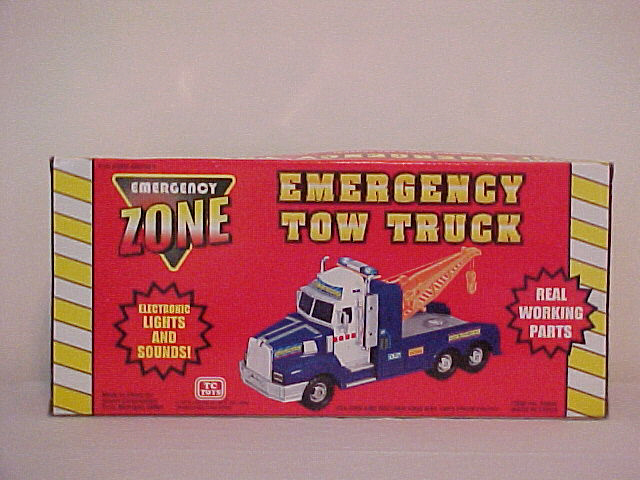 EMERGENCY
ZONE
EMERGENCY
TOW TRUCK
ELECTRONIC
LIGHTS
AND
SOUNDS!
REAL
WORKING
PARTS
TC
TOYS